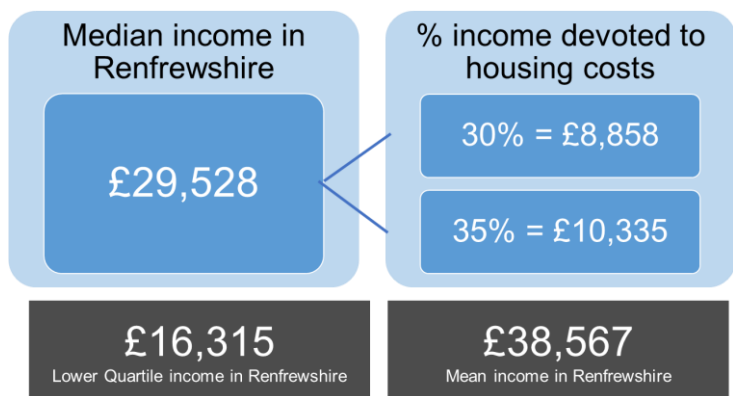 Median income in
Renfrewshire
£29,528
% income devoted to
housing costs
30% = £8,858
35% = £10,335
£16,315
Lower Quartile income in Renfrewshire
£38,567
Mean income in Renfrewshire